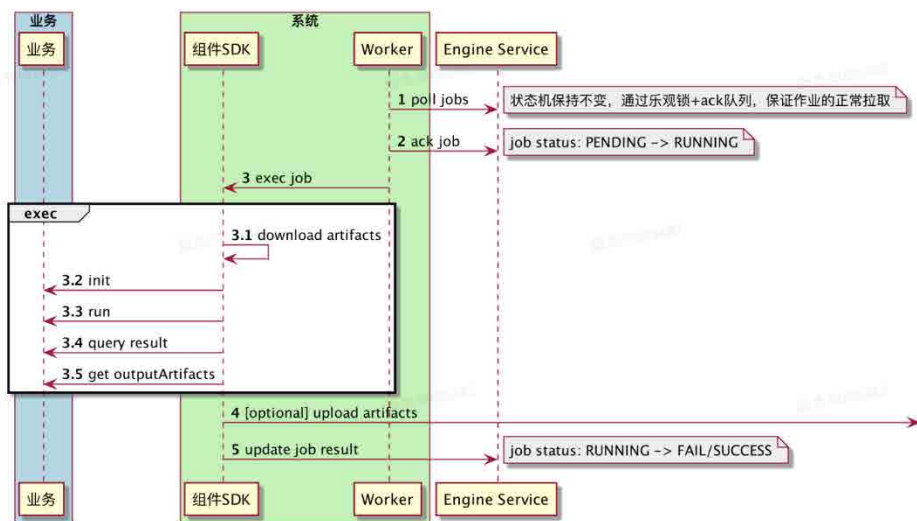 业务
系统
业务
组件SDK
Worker
Engine Service
1 poll jobs
状态机保持不变，通过乐观锁+ack队列，保证作业的正常拉取
2 ack job
job status: PENDING -> RUNNING
3 exec job
exec
3.1 download artifacts
3.2 init
3.3 run
3.4 query result
3.5 get outputArtifacts
4 [optional] upload artifacts
5 update job result
job status: RUNNING -> FAIL/SUCCESS
业务
组件SDK
Worker
Engine Service